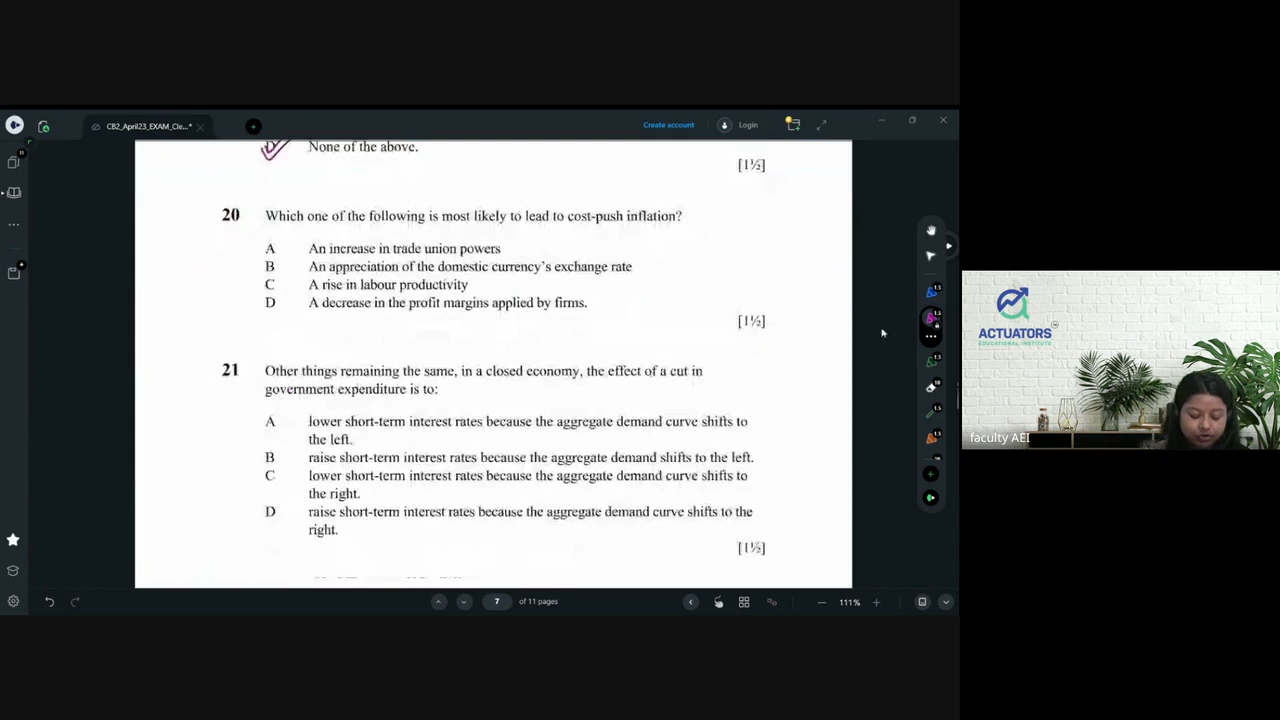 CB2_April23_EXAM_Cle...*
Create account
Login
None of the above.
[1½]
20 Which one of the following is most likely to lead to cost-push inflation?
A An increase in trade union powers
B An appreciation of the domestic currency's exchange rate
C A rise in labour productivity
D A decrease in the profit margins applied by firms.
[1½]
21 Other things remaining the same, in a closed economy, the effect of a cut in
government expenditure is to:
A lower short-term interest rates because the aggregate demand curve shifts to
the left.
B raise short-term interest rates because the aggregate demand shifts to the left.
C lower short-term interest rates because the aggregate demand curve shifts to
the right.
D raise short-term interest rates because the aggregate demand curve shifts to the
right.
[1½]
7 of 11 pages
111%
ACTUATORS
EDUCATIONAL INSTITUTE
faculty AEI